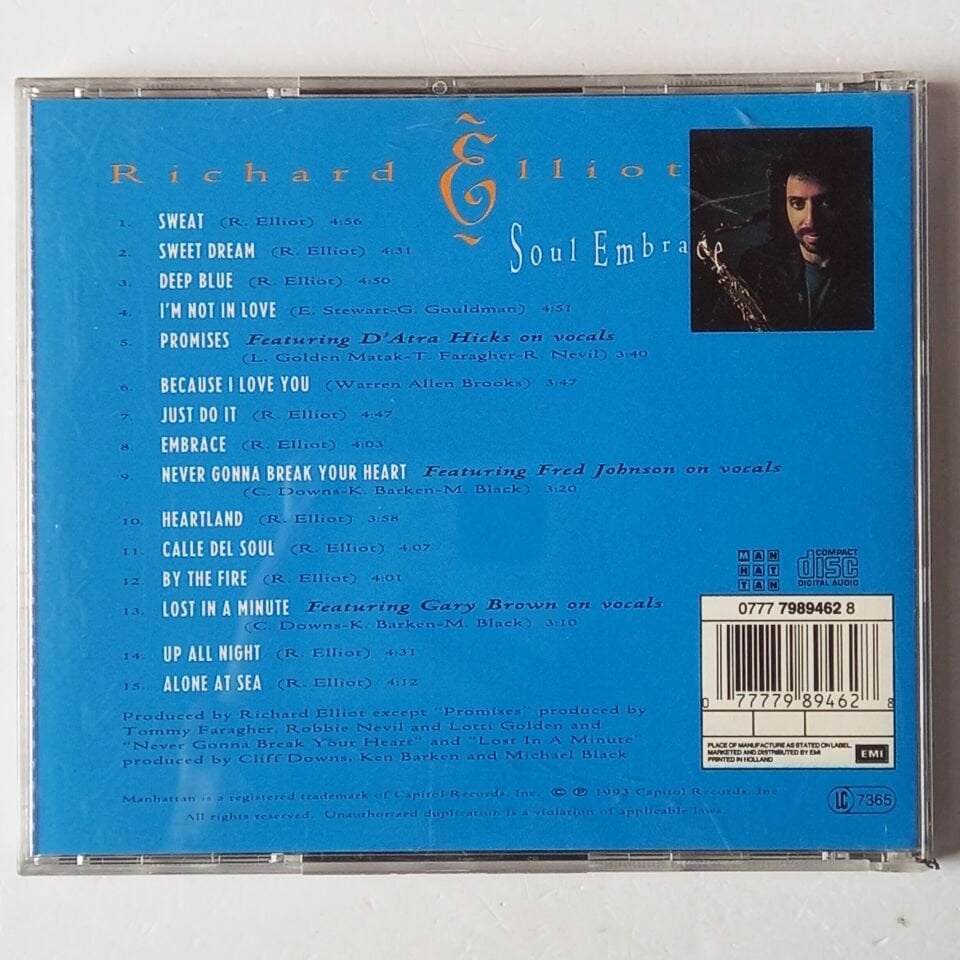 Richard Elliot
Soul Embrace
1. SWEAT (R. Elliot) 4:56
2. SWEET DREAM (R. Elliot) 4:31
3. DEEP BLUE (R. Elliot) 4:50
4. I'M NOT IN LOVE (E. Stewart-G. Gouldman) 4:51
5. PROMISES Featuring D'Atra Hicks on vocals
(L. Golden Matak-T. Faragher-R. Nevil) 3:40
6. BECAUSE I LOVE YOU (Warren Allen Brooks) 3:47
7. JUST DO IT (R. Elliot) 4:47
8. EMBRACE (R. Elliot) 4:03
9. NEVER GONNA BREAK YOUR HEART Featuring Fred Johnson on vocals
(C. Downs-K. Barken-M. Black) 3:20
10. HEARTLAND (R. Elliot) 3:58
11. CALLE DEL SOUL (R. Elliot) 4:07
12. BY THE FIRE (R. Elliot) 4:01
13. LOST IN A MINUTE Featuring Gary Brown on vocals
(C. Downs-K. Barken-M. Black) 3:10
14. UP ALL NIGHT (R. Elliot) 4:31
15. ALONE AT SEA (R. Elliot) 4:12
Produced by Richard Elliot except "Promises" produced by
Tommy Faragher, Robbie Nevil and Lotti Golden and
"Never Gonna Break Your Heart" and "Lost In A Minute"
produced by Cliff Downs, Ken Barken and Michael Black
Manhattan is a registered trademark of Capitol Records, Inc. © ℗ 1993 Capitol Records, Inc
All rights reserved. Unauthorized duplication is a violation of applicable laws.
MAN
HAT
TAN
COMPACT
disc
DIGITAL AUDIO
0777 7989462 8
0 77779 89462 8
PLACE OF MANUFACTURE AS STATED ON LABEL
MARKETED AND DISTRIBUTED BY EMI
PRINTED IN HOLLAND
EMI
LC 7365